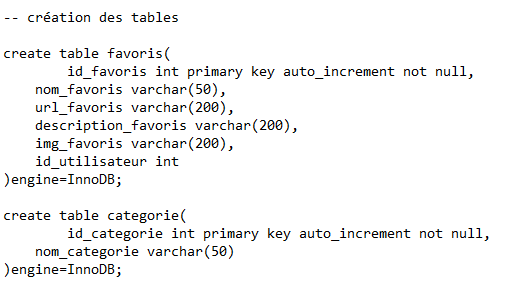 -- création des tables
create table favoris(
id_favoris int primary key auto_increment not null,
nom_favoris varchar(50),
url_favoris varchar(200),
description_favoris varchar(200),
img_favoris varchar(200),
id_utilisateur int
)engine=InnoDB;
create table categorie(
id_categorie int primary key auto_increment not null,
nom_categorie varchar(50)
)engine=InnoDB;